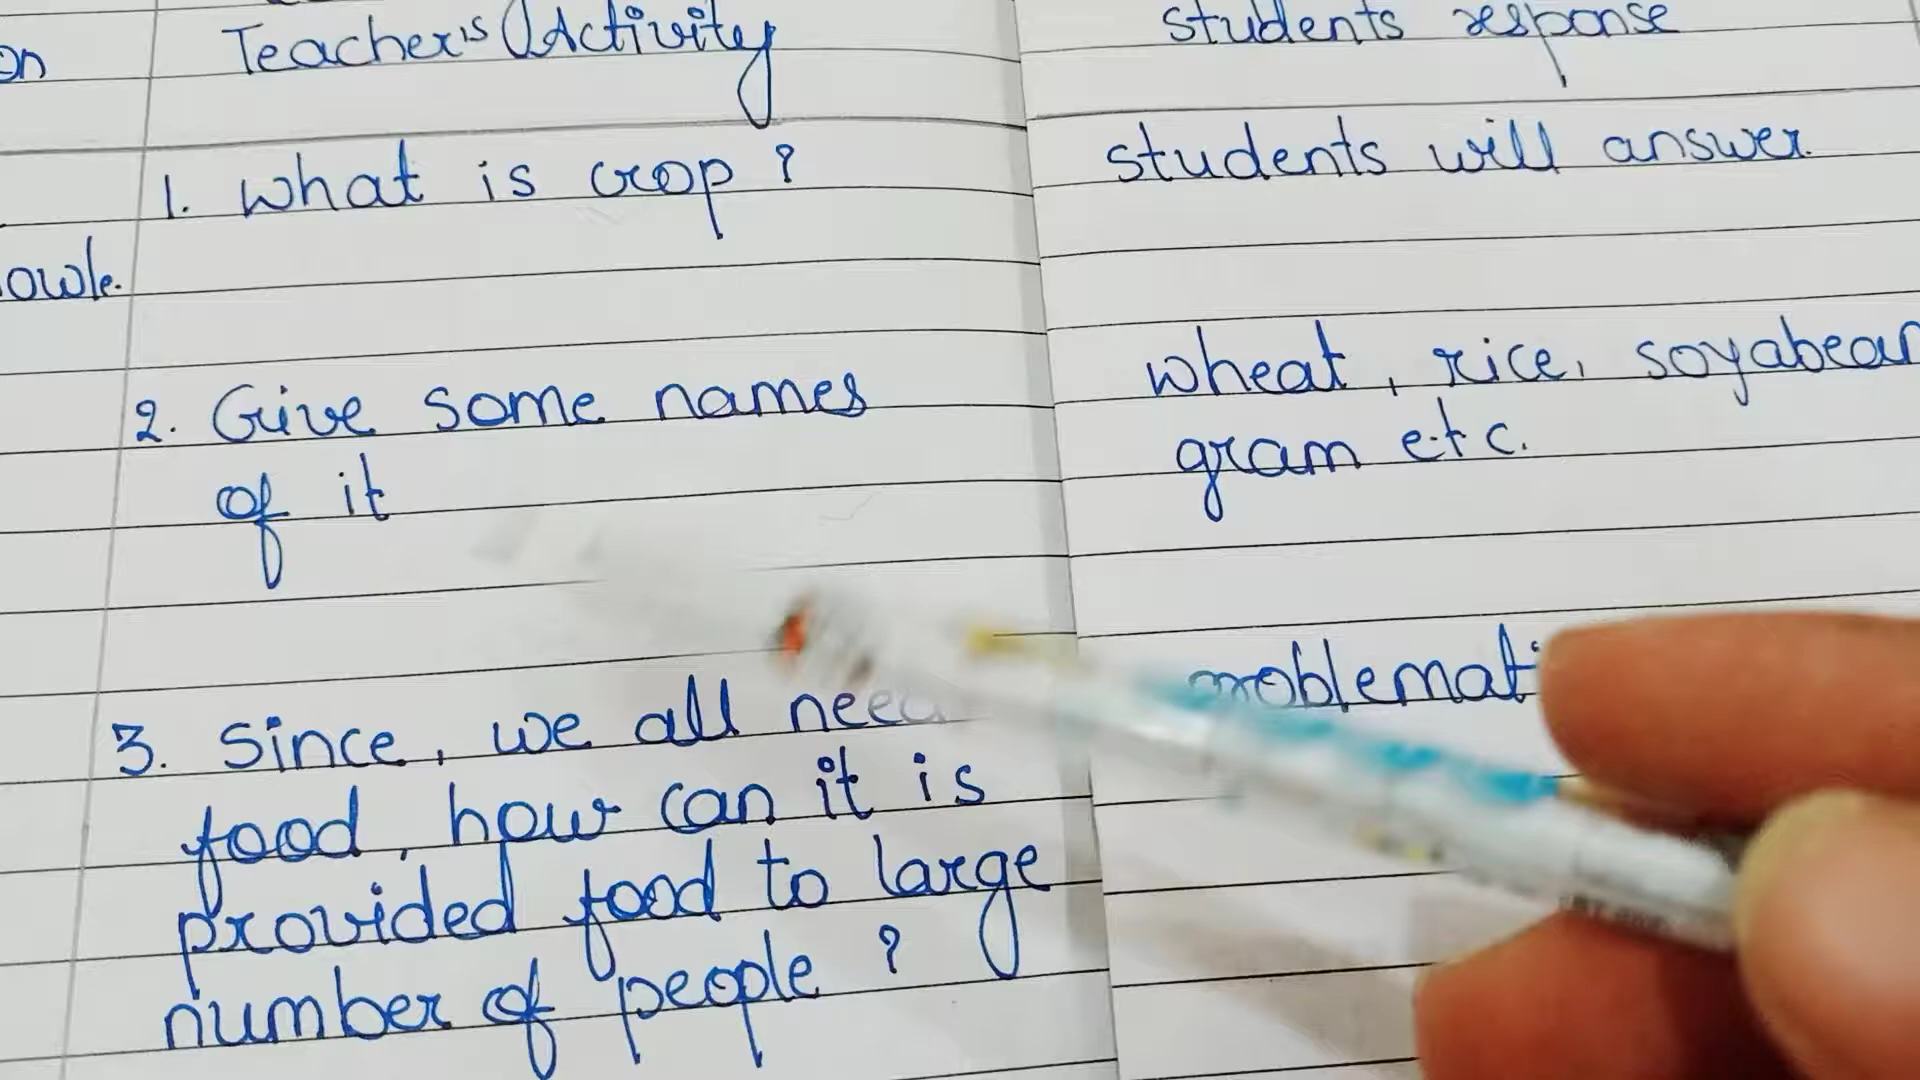 Teacher's Activity
students response
1. What is crop ?
students will answer.
2. Give some names
of it
wheat, rice, soyabean
gram etc.
3. Since, we all need
food, how can it is
provided food to large
number of people ?